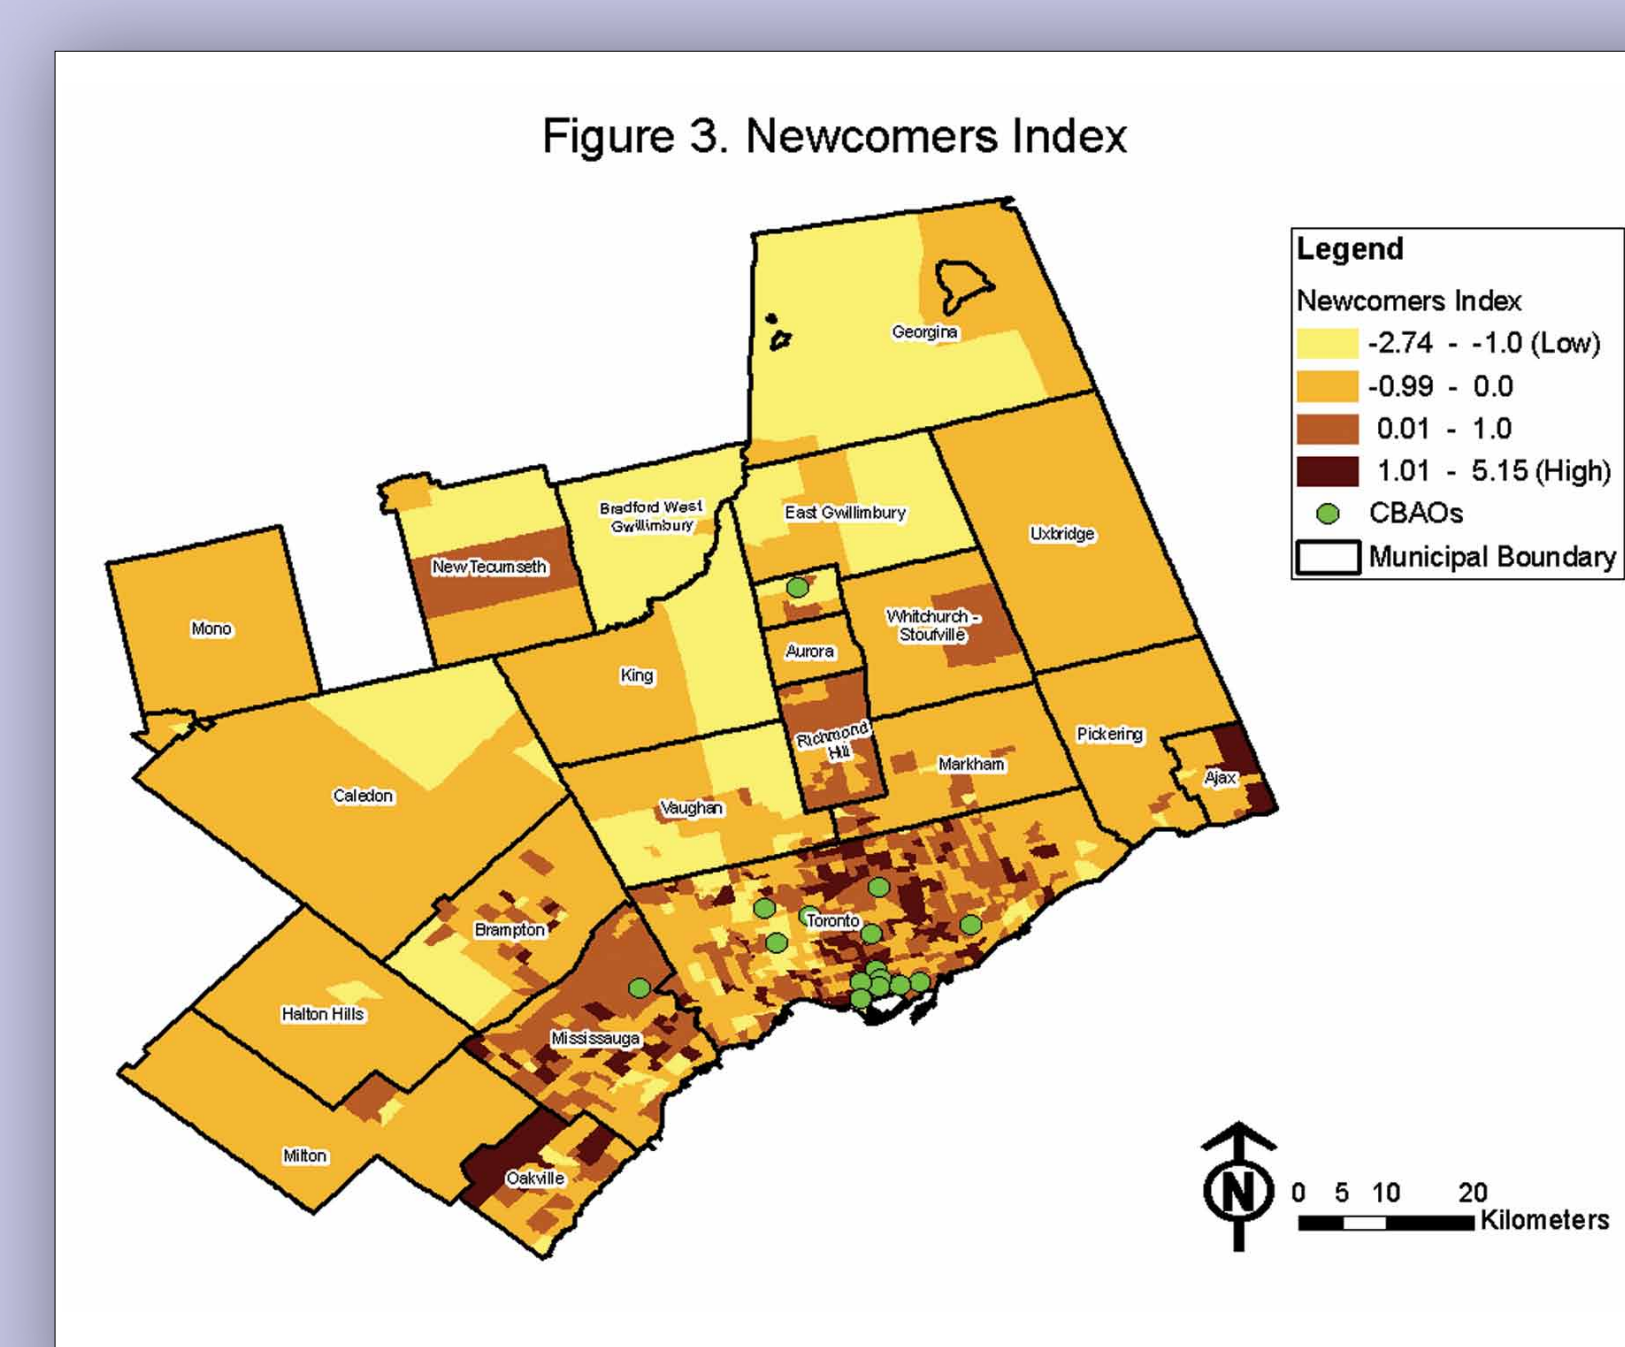 Figure 3. Newcomers Index
Legend
Newcomers Index
-2.74 - -1.0 (Low)
-0.99 - 0.0
0.01 - 1.0
1.01 - 5.15 (High)
CBAOs
Municipal Boundary
Georgina
Bradford West
Gwillimbury
East Gwillimbury
Uxbridge
New Tecumseth
Mono
Whitchurch -
Stoufville
Aurora
King
Richmond
Hill
Pickering
Markham
Ajax
Caledon
Vaughan
Toronto
Brampton
Halton Hills
Mississauga
Milton
Oakville
N
0 5 10 20
Kilometers